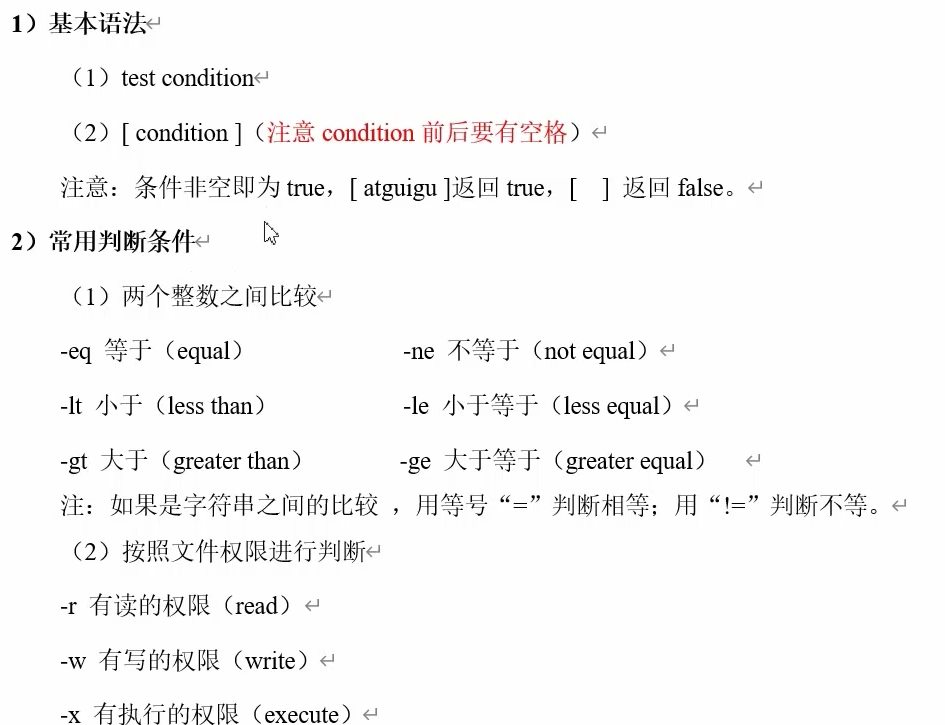 1）基本语法↵
（1）test condition↵
（2）[ condition ]（注意 condition 前后要有空格）↵
注意：条件非空即为 true，[ atguigu ]返回 true，[   ] 返回 false。↵
2）常用判断条件↵
（1）两个整数之间比较↵
-eq 等于（equal）  -ne 不等于（not equal）↵
-lt 小于（less than）  -le 小于等于（less equal）↵
-gt 大于（greater than）  -ge 大于等于（greater equal）  ↵
注：如果是字符串之间的比较 ，用等号“=”判断相等；用“!=”判断不等。↵
（2）按照文件权限进行判断↵
-r 有读的权限（read）↵
-w 有写的权限（write）↵
-x 有执行的权限（execute）↵